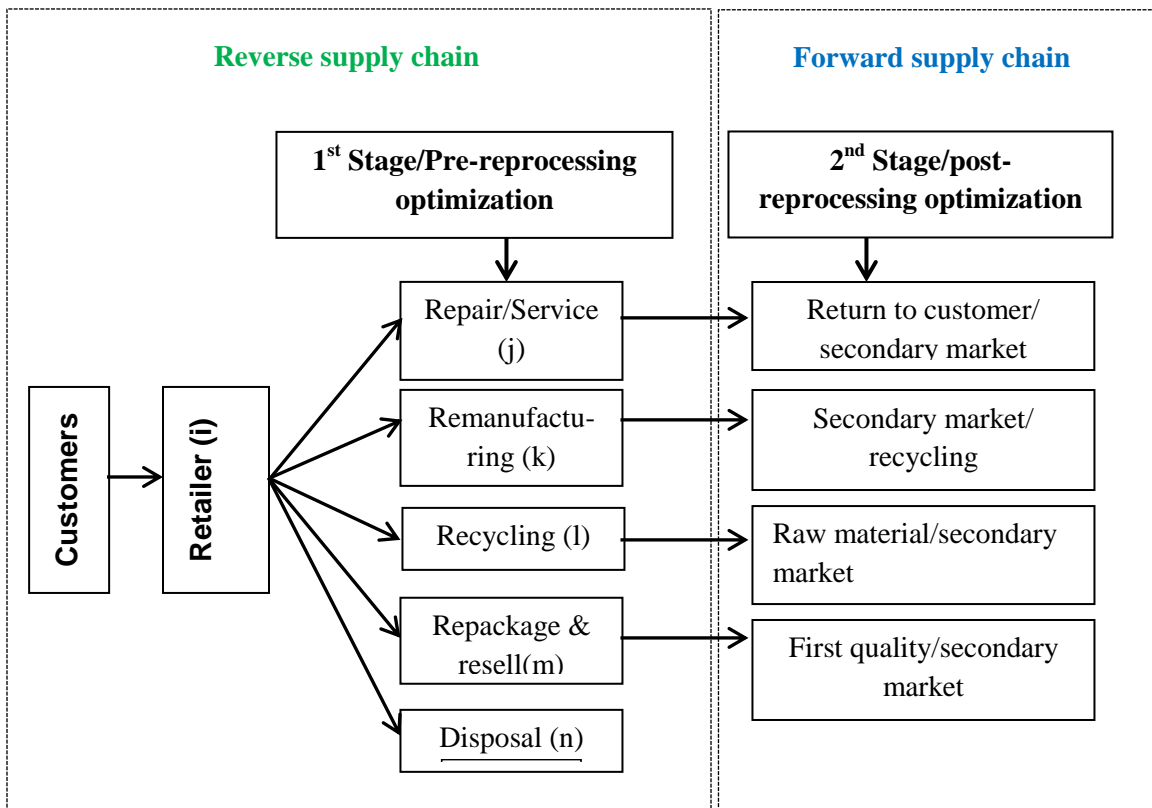 Reverse supply chain
Forward supply chain
1st Stage/Pre-reprocessing
optimization
2nd Stage/post-
reprocessing optimization
Customers
Retailer (i)
Repair/Service
(j)
Return to customer/
secondary market
Remanufactu-
ring (k)
Secondary market/
recycling
Recycling (l)
Raw material/secondary
market
Repackage &
resell(m)
First quality/secondary
market
Disposal (n)